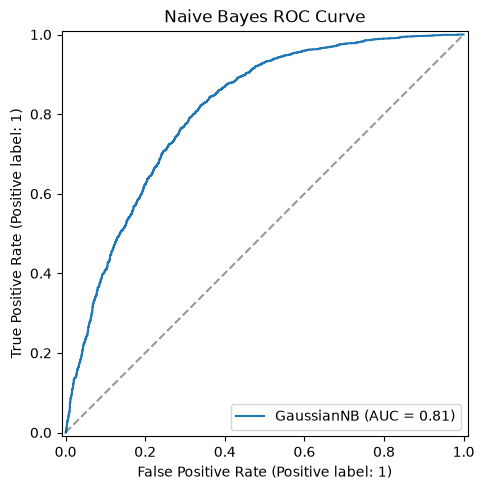 Naive Bayes ROC Curve
True Positive Rate (Positive label: 1)
1.0
0.8
0.6
0.4
0.2
0.0
GaussianNB (AUC = 0.81)
0.0 0.2 0.4 0.6 0.8 1.0
False Positive Rate (Positive label: 1)